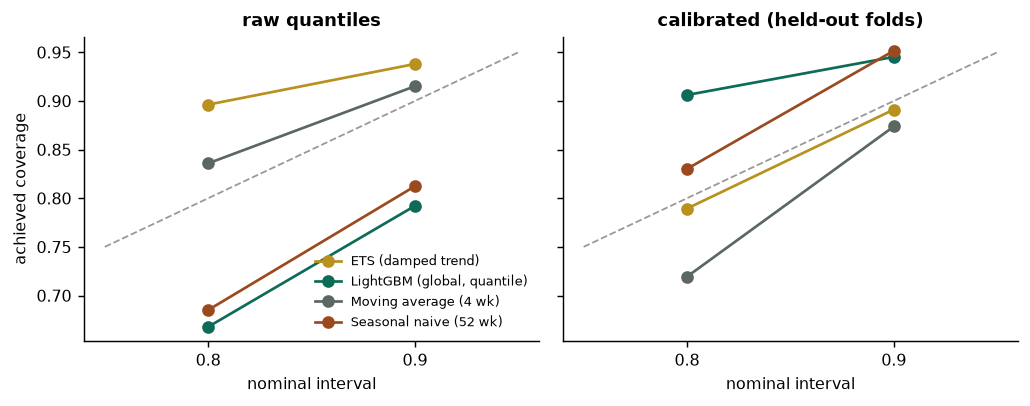 raw quantiles
calibrated (held-out folds)
achieved coverage
0.95
0.90
0.85
0.80
0.75
0.70
ETS (damped trend)
LightGBM (global, quantile)
Moving average (4 wk)
Seasonal naive (52 wk)
0.8
0.9
0.8
0.9
nominal interval
nominal interval